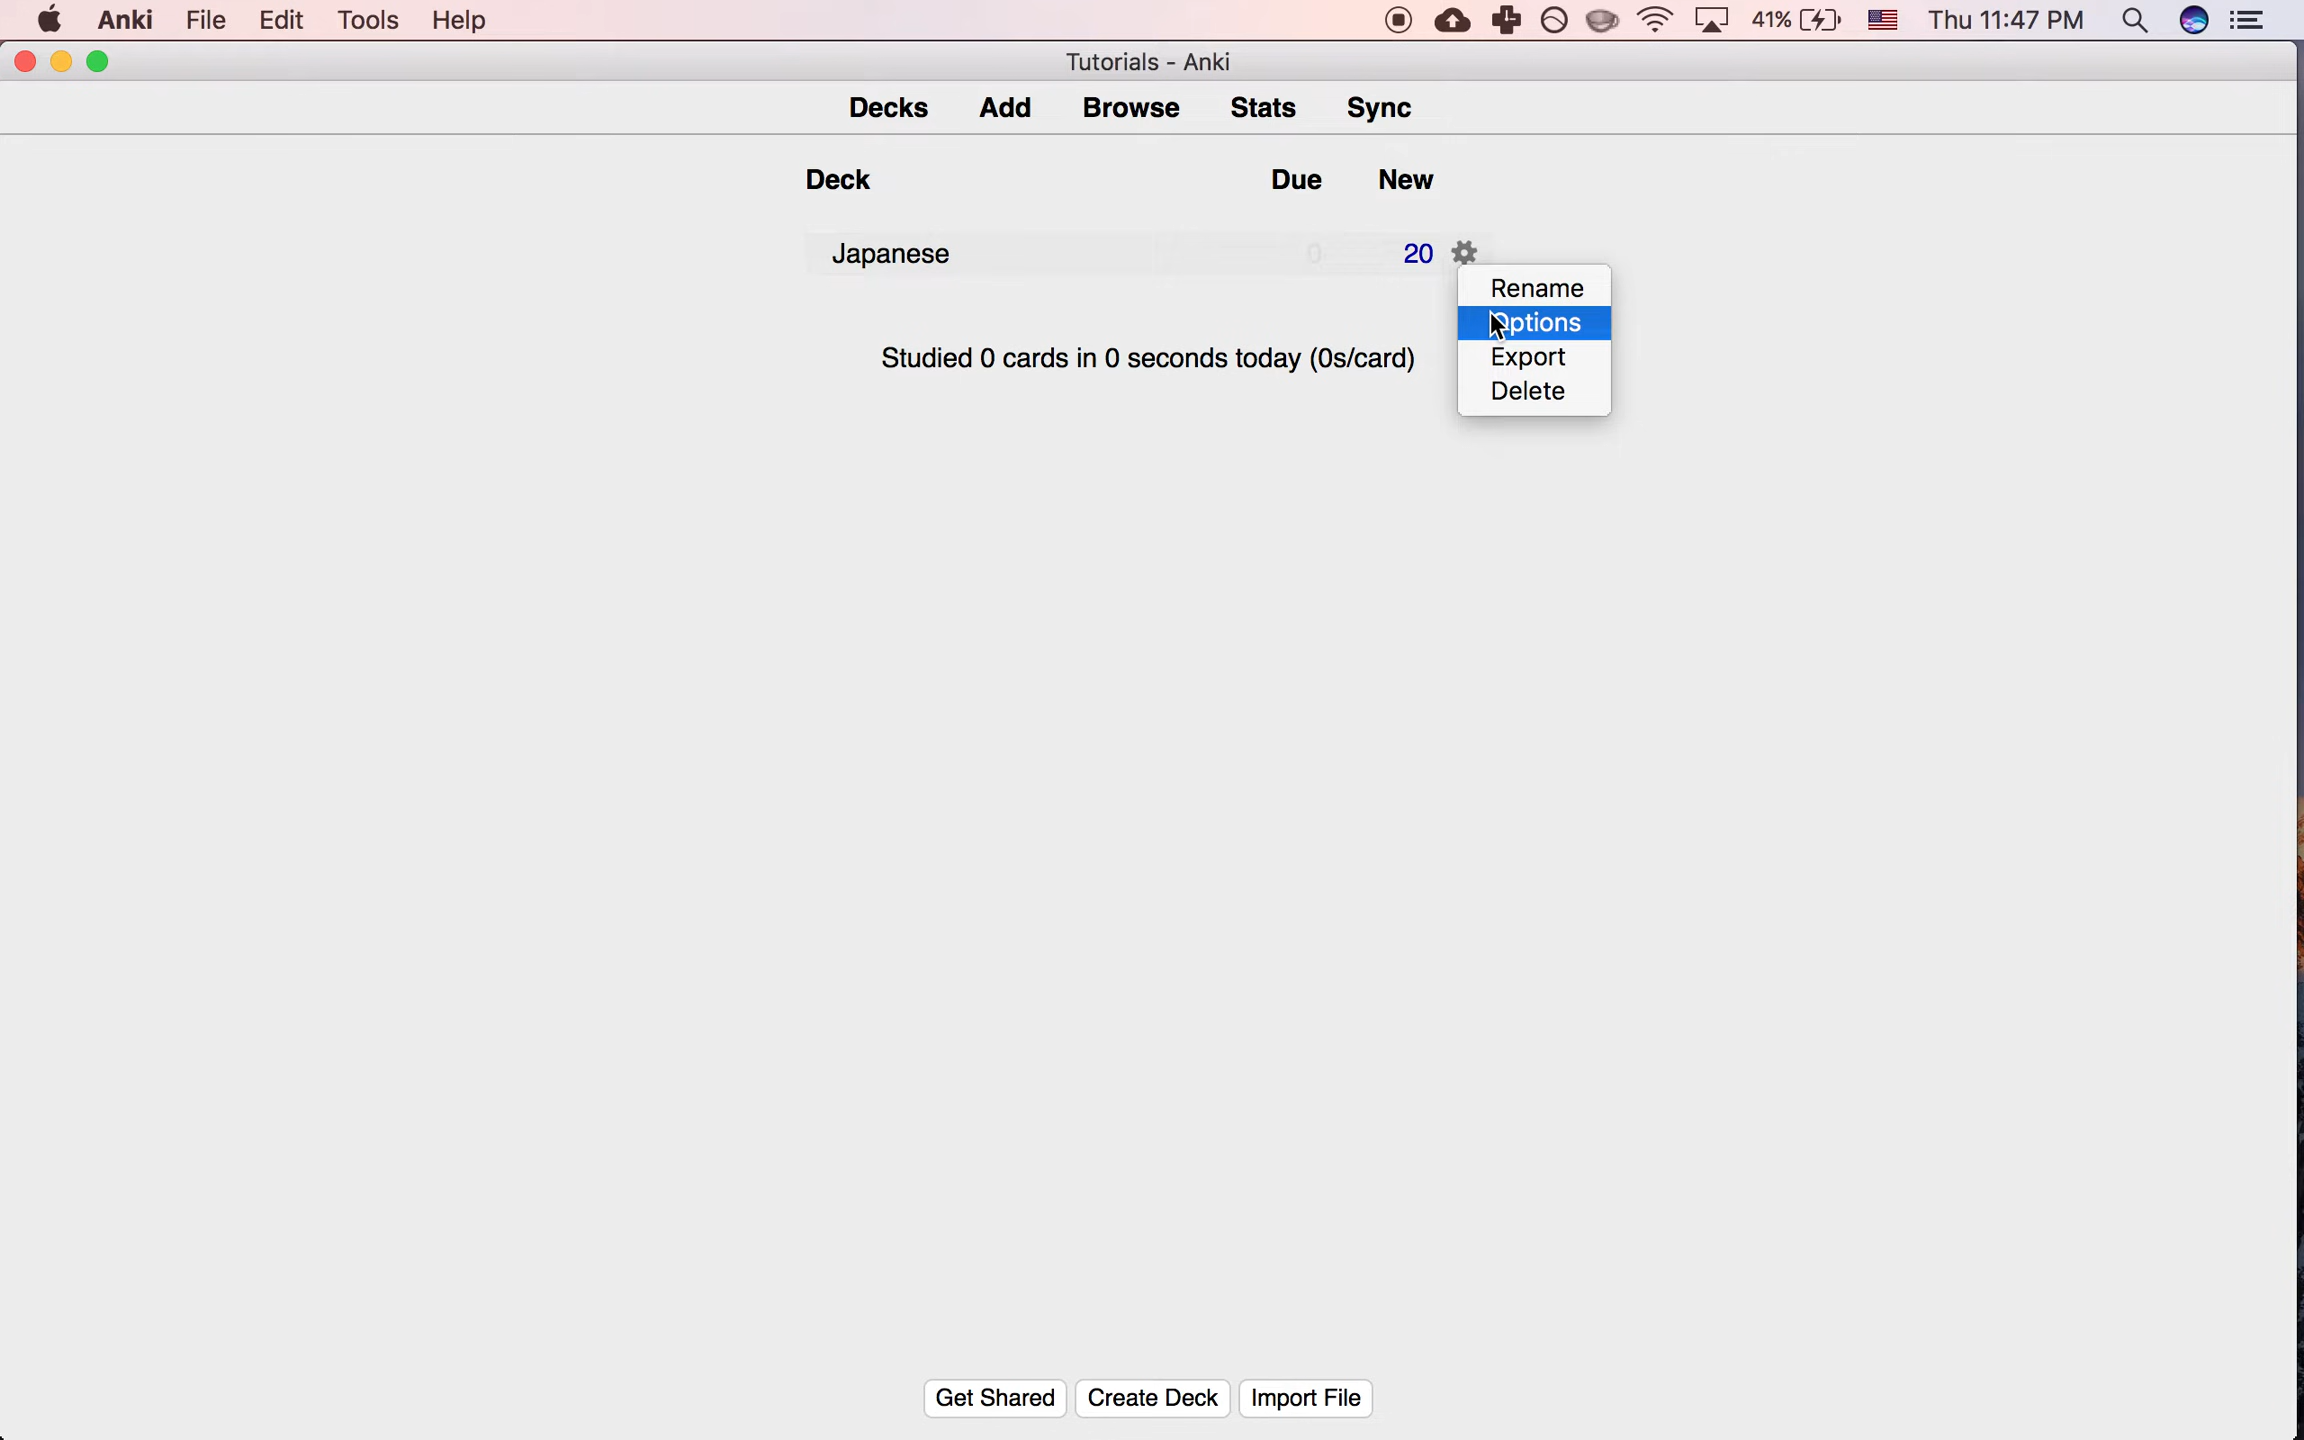 Anki File Edit Tools Help 41% Thu 11:47 PM
Tutorials - Anki
Decks Add Browse Stats Sync
Deck Due New
Japanese 0 20
Rename
Options
Studied 0 cards in 0 seconds today (0s/card)
Export
Delete
Get Shared Create Deck Import File